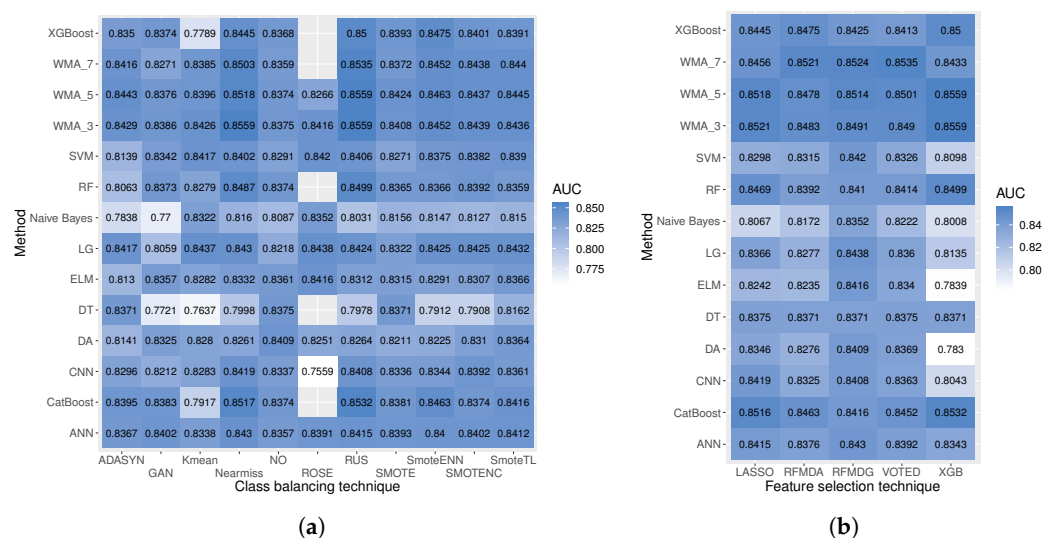 XGBoost 0.835 0.8374 0.7789 0.8445 0.8368 0.85 0.8393 0.8475 0.8401 0.8391
WMA_7 0.8416 0.8271 0.8385 0.8503 0.8359 0.8535 0.8372 0.8452 0.8438 0.844
WMA_5 0.8443 0.8376 0.8396 0.8518 0.8374 0.8266 0.8559 0.8424 0.8463 0.8437 0.8445
WMA_3 0.8429 0.8386 0.8426 0.8559 0.8375 0.8416 0.8559 0.8408 0.8452 0.8439 0.8436
SVM 0.8139 0.8342 0.8417 0.8402 0.8291 0.842 0.8406 0.8271 0.8375 0.8382 0.839
RF 0.8063 0.8373 0.8279 0.8487 0.8374 0.8499 0.8365 0.8366 0.8392 0.8359
Naive Bayes 0.7838 0.77 0.8322 0.816 0.8087 0.8352 0.8031 0.8156 0.8147 0.8127 0.815
LG 0.8417 0.8059 0.8437 0.843 0.8218 0.8438 0.8424 0.8322 0.8425 0.8425 0.8432
ELM 0.813 0.8357 0.8282 0.8332 0.8361 0.8416 0.8312 0.8315 0.8291 0.8307 0.8366
DT 0.8371 0.7721 0.7637 0.7998 0.8375 0.7978 0.8371 0.7912 0.7908 0.8162
DA 0.8141 0.8325 0.828 0.8261 0.8409 0.8251 0.8264 0.8211 0.8225 0.831 0.8364
CNN 0.8296 0.8212 0.8283 0.8419 0.8337 0.7559 0.8408 0.8336 0.8344 0.8392 0.8361
CatBoost 0.8395 0.8383 0.7917 0.8517 0.8374 0.8532 0.8381 0.8463 0.8374 0.8416
ANN 0.8367 0.8402 0.8338 0.843 0.8357 0.8391 0.8415 0.8393 0.84 0.8402 0.8412
Method
ADASYN Kmean NO RUS SmoteENN SmoteTL
GAN Nearmiss ROSE SMOTE SMOTENC
Class balancing technique
AUC
0.850
0.825
0.800
0.775
(a)
XGBoost 0.8445 0.8475 0.8425 0.8413 0.85
WMA_7 0.8456 0.8521 0.8524 0.8535 0.8433
WMA_5 0.8518 0.8478 0.8514 0.8501 0.8559
WMA_3 0.8521 0.8483 0.8491 0.849 0.8559
SVM 0.8298 0.8315 0.842 0.8326 0.8098
RF 0.8469 0.8392 0.841 0.8414 0.8499
Naive Bayes 0.8067 0.8172 0.8352 0.8222 0.8008
LG 0.8366 0.8277 0.8438 0.836 0.8135
ELM 0.8242 0.8235 0.8416 0.834 0.7839
DT 0.8375 0.8371 0.8371 0.8375 0.8371
DA 0.8346 0.8276 0.8409 0.8369 0.783
CNN 0.8419 0.8325 0.8408 0.8363 0.8043
CatBoost 0.8516 0.8463 0.8416 0.8452 0.8532
ANN 0.8415 0.8376 0.843 0.8392 0.8343
Method
LASSO RFMDA RFMDG VOTED XGB
Feature selection technique
AUC
0.84
0.82
0.80
(b)